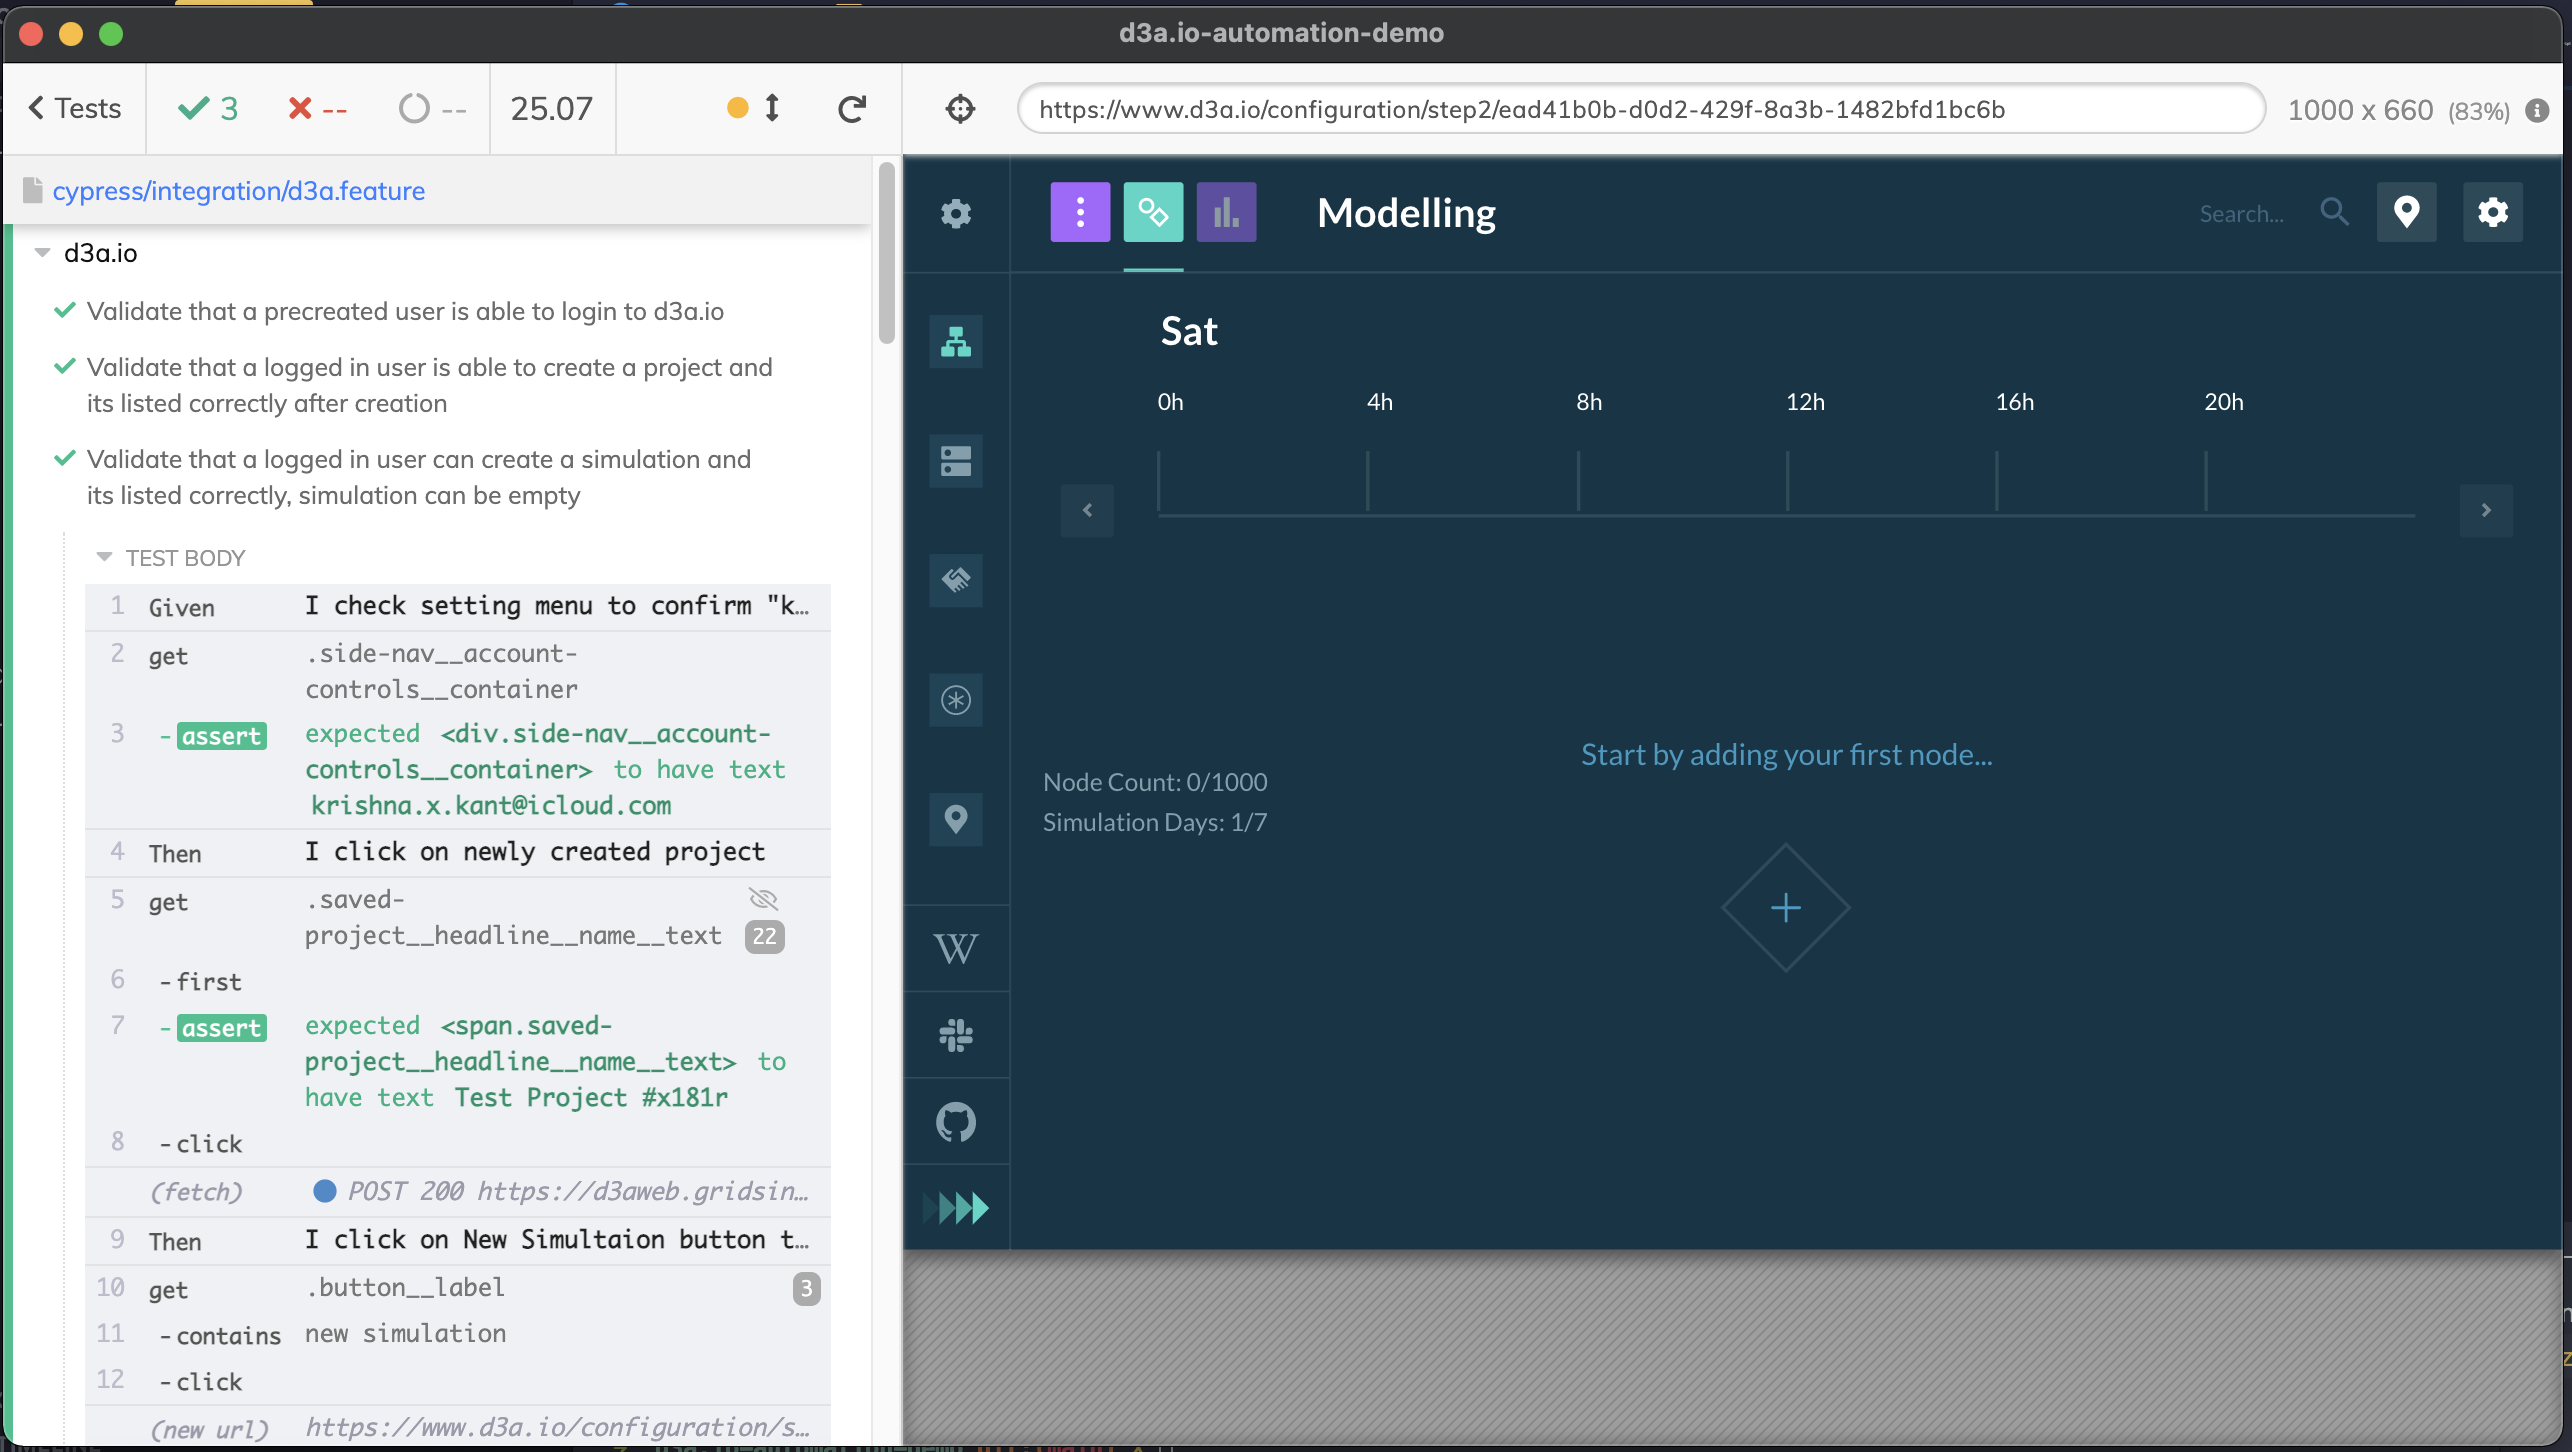 d3a.io-automation-demo
Tests
3
--
--
25.07
https://www.d3a.io/configuration/step2/ead41b0b-d0d2-429f-8a3b-1482bfd1bc6b
1000 x 660 (83%)
cypress/integration/d3a.feature
d3a.io
Validate that a precreated user is able to login to d3a.io
Validate that a logged in user is able to create a project and
its listed correctly after creation
Validate that a logged in user can create a simulation and
its listed correctly, simulation can be empty
TEST BODY
1 Given I check setting menu to confirm "k…
2 get .side-nav__account-
controls__container
3 -assert expected <div.side-nav__account-
controls__container> to have text
krishna.x.kant@icloud.com
4 Then I click on newly created project
5 get .saved-
project__headline__name__text 22
6 -first
7 -assert expected <span.saved-
project__headline__name__text> to
have text Test Project #x181r
8 -click
(fetch) POST 200 https://d3aweb.gridsin…
9 Then I click on New Simultaion button t…
10 get .button__label 3
11 -contains new simulation
12 -click
(new url) https://www.d3a.io/configuration/s…
Modelling
Search...
Sat
0h 4h 8h 12h 16h 20h
Start by adding your first node...
Node Count: 0/1000
Simulation Days: 1/7
W